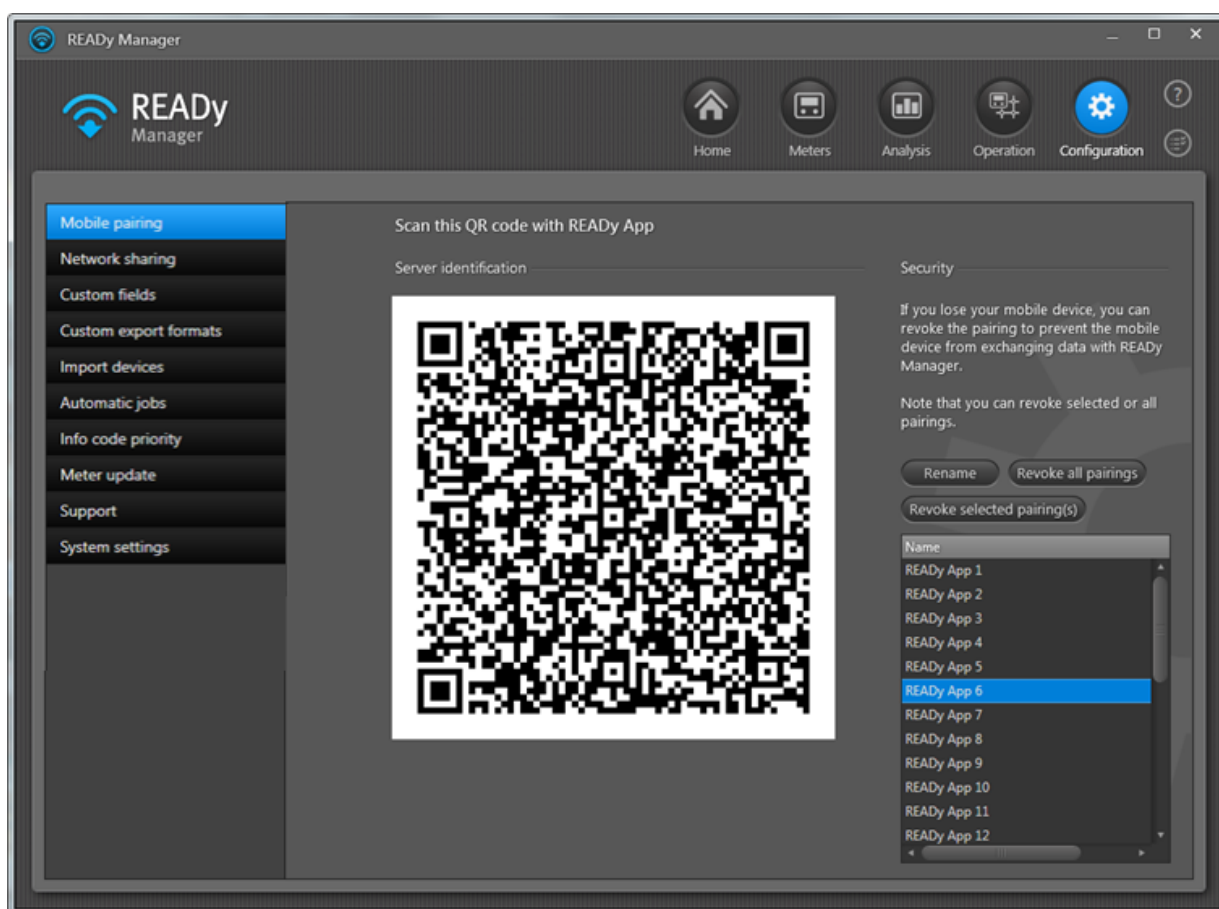 READy Manager
READy
Manager
Home
Meters
Analysis
Operation
Configuration
?
Mobile pairing
Network sharing
Custom fields
Custom export formats
Import devices
Automatic jobs
Info code priority
Meter update
Support
System settings
Scan this QR code with READy App
Server identification
Security
If you lose your mobile device, you can
revoke the pairing to prevent the mobile
device from exchanging data with READy
Manager.
Note that you can revoke selected or all
pairings.
Rename
Revoke all pairings
Revoke selected pairing(s)
Name
READy App 1
READy App 2
READy App 3
READy App 4
READy App 5
READy App 6
READy App 7
READy App 8
READy App 9
READy App 10
READy App 11
READy App 12